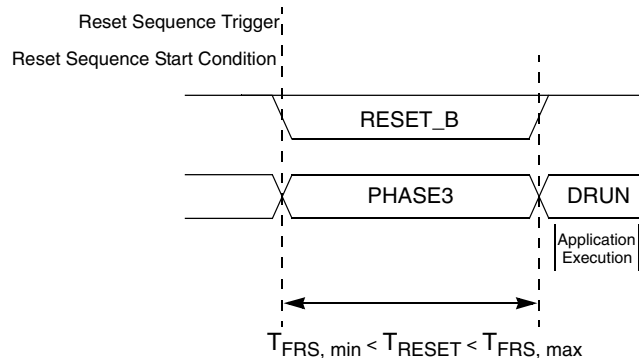 Reset Sequence Trigger
Reset Sequence Start Condition
RESET_B
PHASE3
DRUN
Application
Execution
TFRS, min < TRESET < TFRS, max